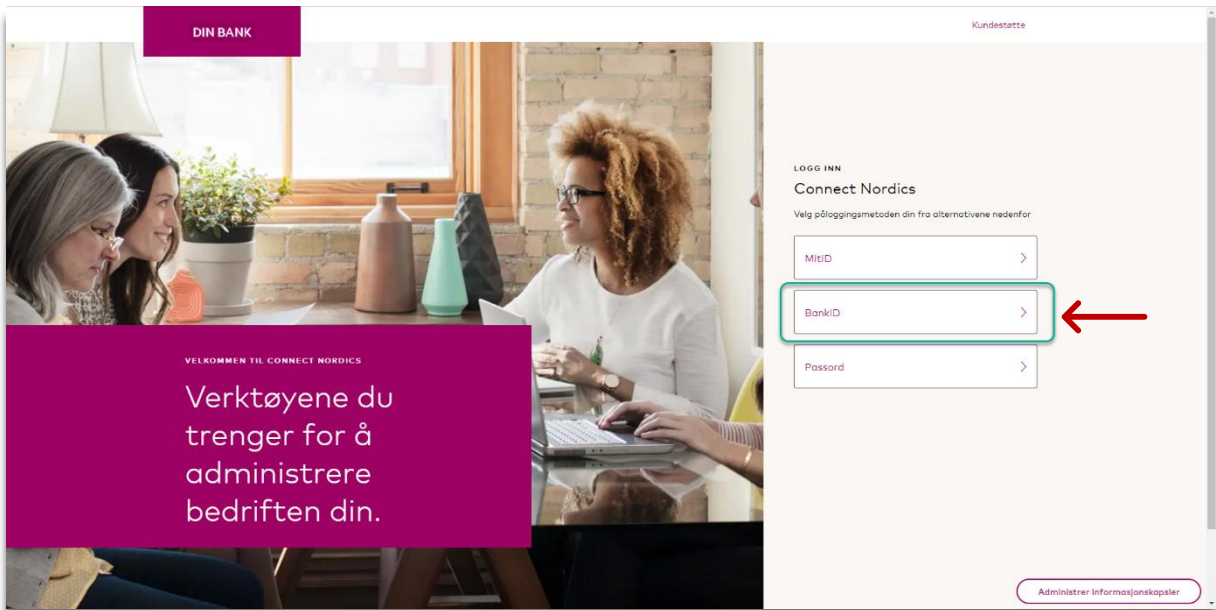 DIN BANK
Kundestøtte
VELKOMMEN TIL CONNECT NORDICS
Verktøyene du
trenger for å
administrere
bedriften din.
LOGG INN
Connect Nordics
Velg påloggingsmetoden din fra alternativene nedenfor
MitID
BankID
Passord
Administrer informasjonskapsler